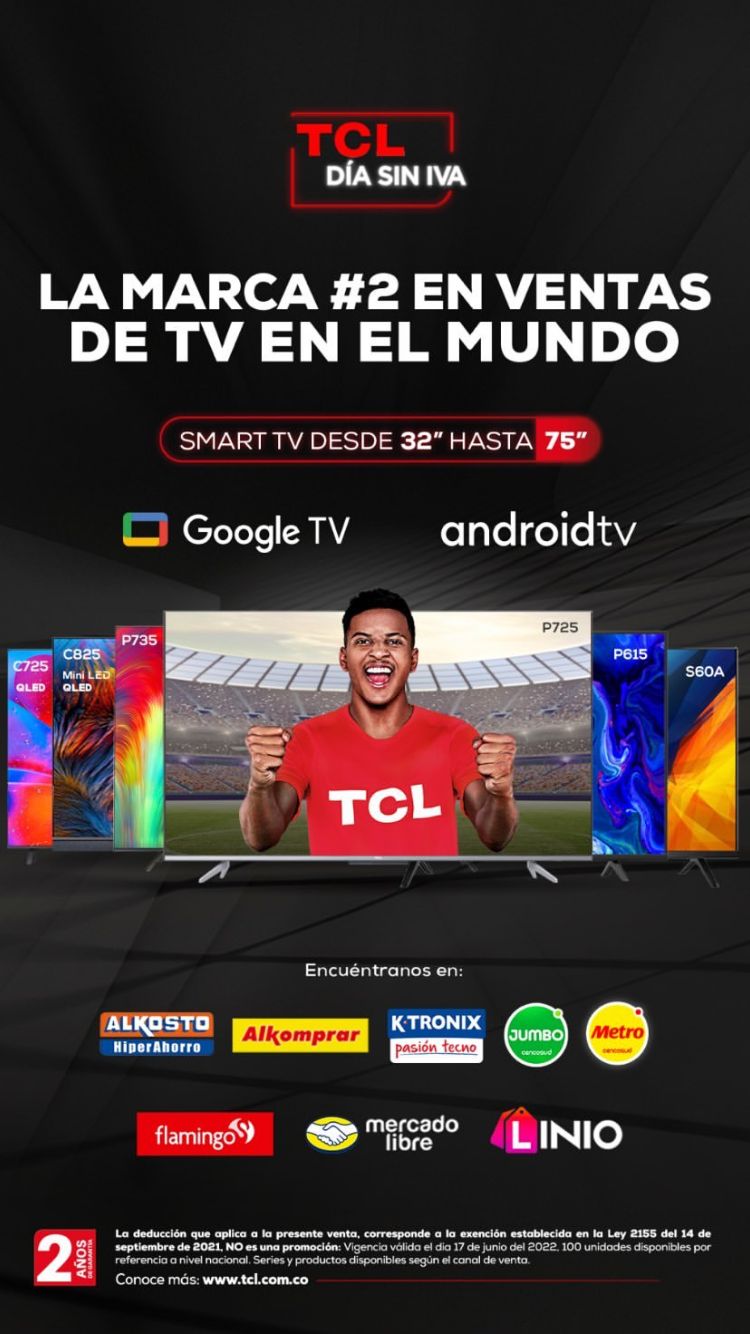 TCL
DÍA SIN IVA
LA MARCA #2 EN VENTAS
DE TV EN EL MUNDO
SMART TV DESDE 32" HASTA 75"
Google TV
androidtv
C725
QLED
C825
Mini LED
QLED
P735
P725
P615
S60A
TCL
Encuéntranos en:
ALKOSTO
HiperAhorro
Alkomprar
K-TRONIX
pasión tecno
JUMBO
cencosud
Metro
cencosud
flamingo
mercado
libre
LINIO
2 AÑOS
DE GARANTÍA
La deducción que aplica a la presente venta, corresponde a la exención establecida en la Ley 2155 del 14 de
septiembre de 2021, NO es una promoción: Vigencia válida el dia 17 de junio del 2022, 100 unidades disponibles por
referencia a nivel nacional. Series y productos disponibles según el canal de venta.
Conoce más: www.tcl.com.co